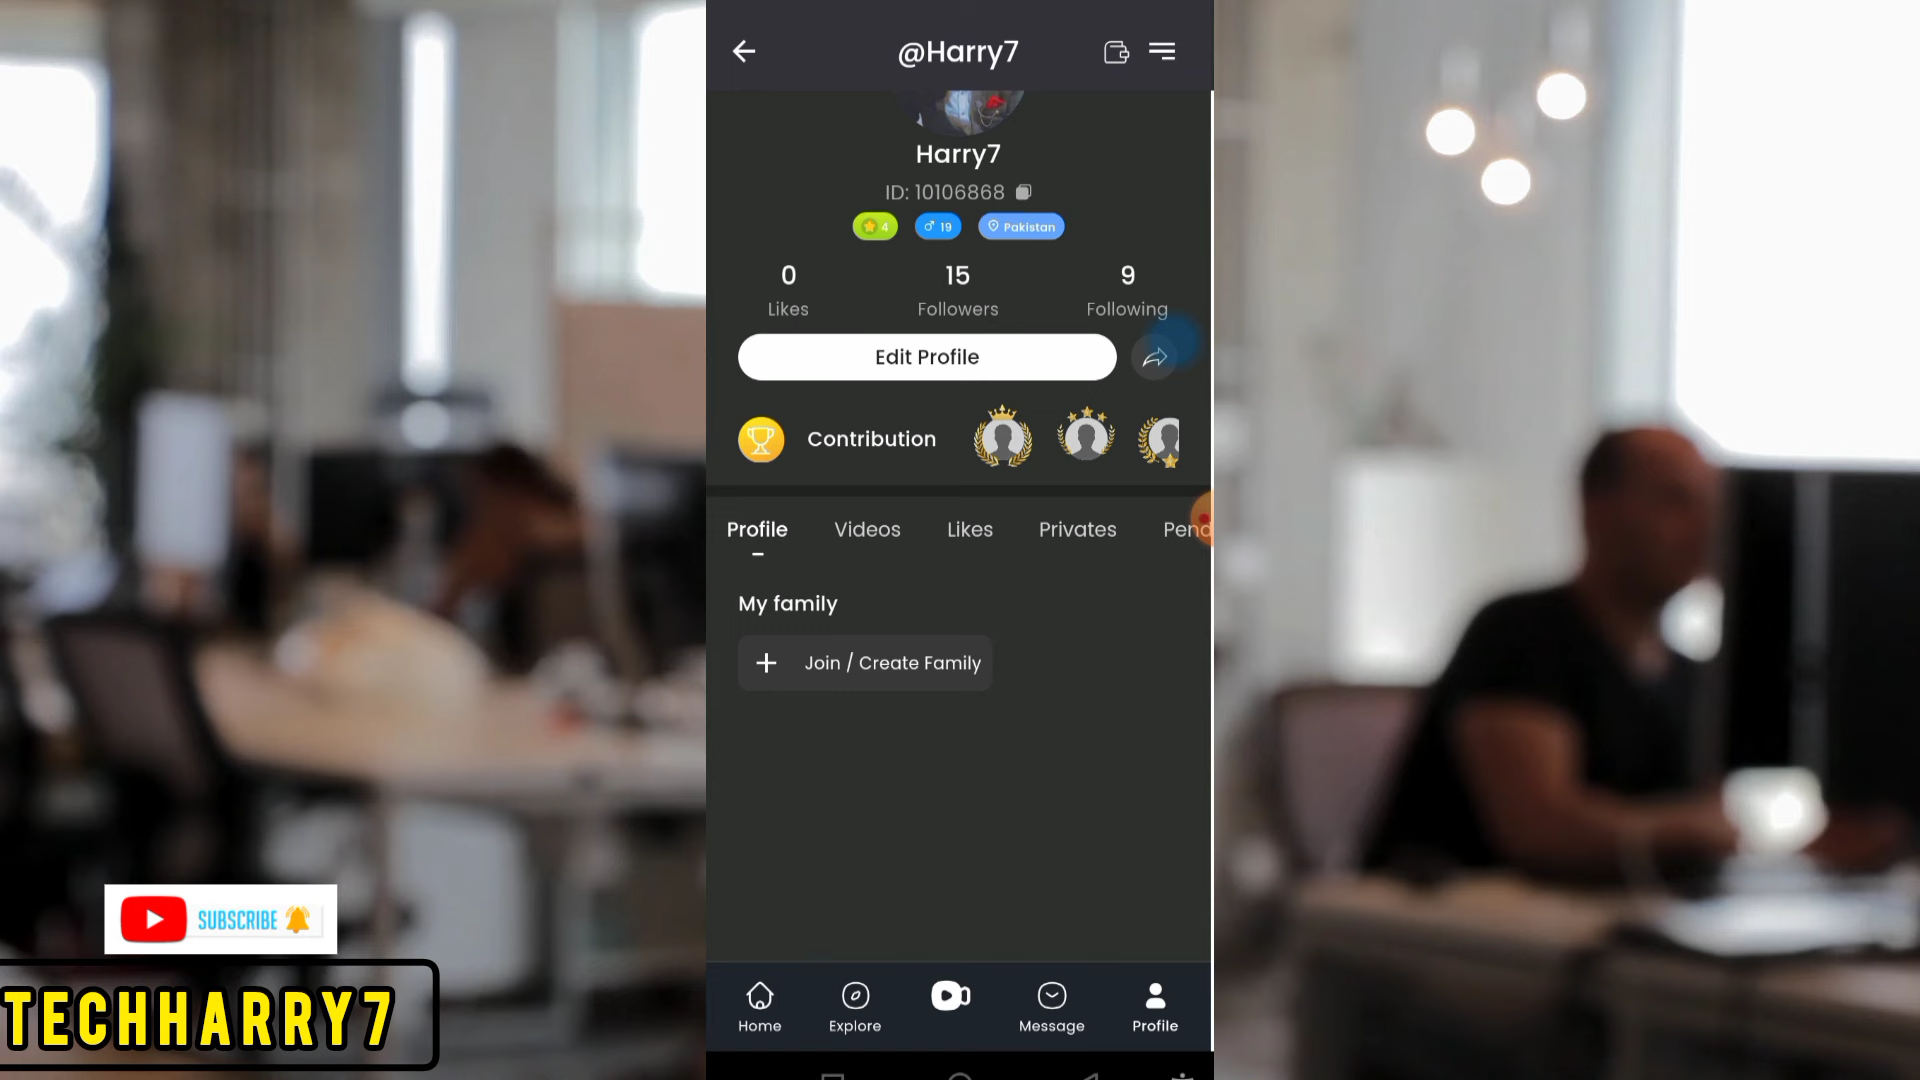 @Harry7
Harry7
ID: 10106868
4 19 Pakistan
0 15 9
Likes Followers Following
Edit Profile
Contribution
Profile Videos Likes Privates Pend
My family
+ Join / Create Family
SUBSCRIBE
TECHHARRY7
Home Explore Message Profile